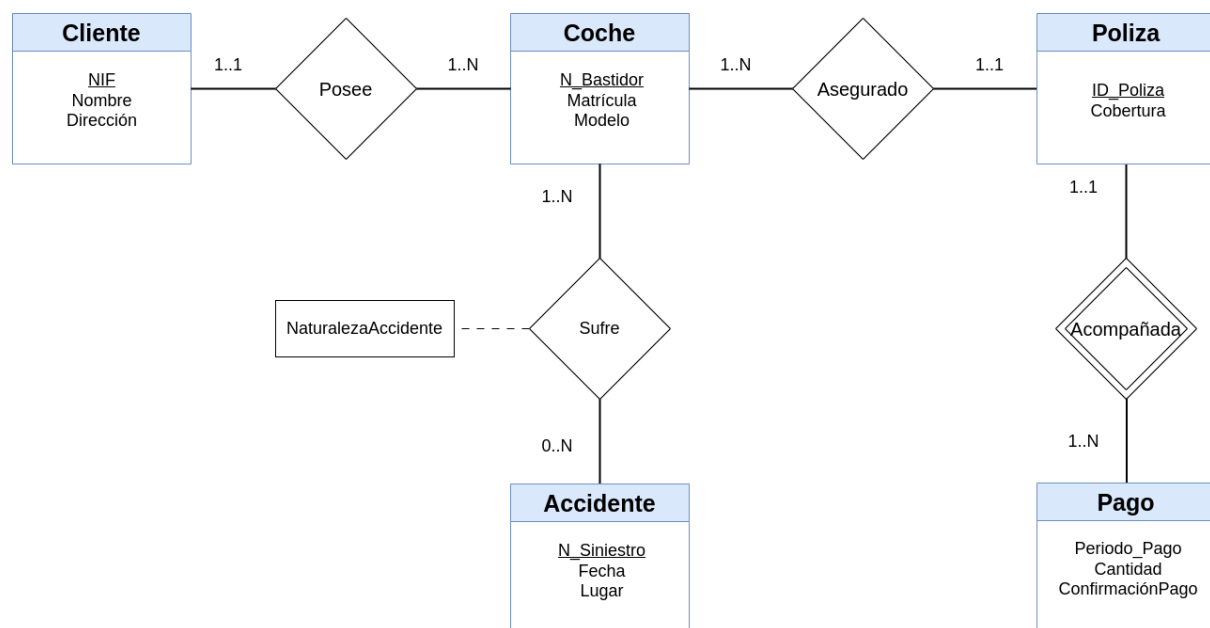 Cliente
NIF
Nombre
Dirección
1..1
Posee
1..N
Coche
N_Bastidor
Matrícula
Modelo
1..N
Asegurado
1..1
Poliza
ID_Poliza
Cobertura
1..N
1..1
NaturalezaAccidente
Sufre
Acompañada
0..N
1..N
Accidente
N_Siniestro
Fecha
Lugar
Pago
Periodo_Pago
Cantidad
ConfirmaciónPago